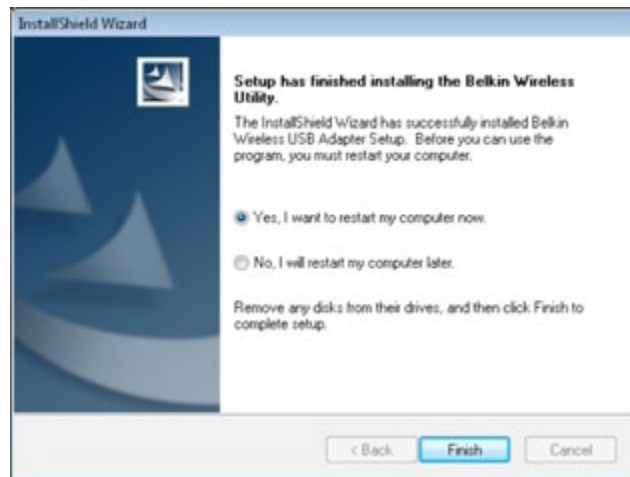 InstallShield Wizard
Setup has finished installing the Belkin Wireless
Utility.
The InstallShield Wizard has successfully installed Belkin
Wireless USB Adapter Setup. Before you can use the
program, you must restart your computer.
Yes, I want to restart my computer now.
No, I will restart my computer later.
Remove any disks from their drives, and then click Finish to
complete setup.
< Back Finish Cancel